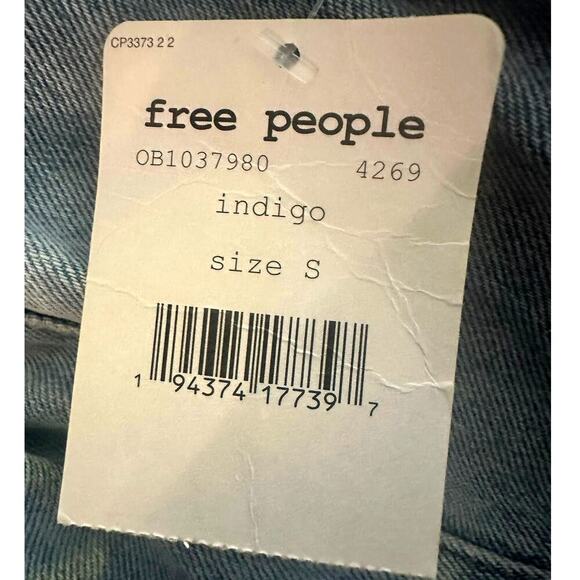 CP3373 2 2
free people
OB1037980 4269
indigo
size S
1 94374 17739 7